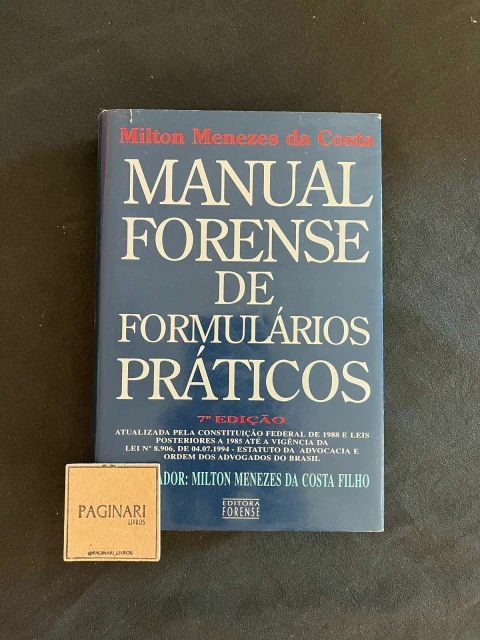 Milton Menezes da Costa
MANUAL
FORENSE
DE
FORMULÁRIOS
PRÁTICOS
7ª EDIÇÃO
ATUALIZADA PELA CONSTITUIÇÃO FEDERAL DE 1988 E LEIS
POSTERIORES A 1985 ATÉ A VIGÊNCIA DA
LEI Nº 8.906, DE 04.07.1994 - ESTATUTO DA ADVOCACIA E
ORDEM DOS ADVOGADOS DO BRASIL
ADOR: MILTON MENEZES DA COSTA FILHO
EDITORA
FORENSE
PAGINARI
LIVROS
@PAGINARI_LIVROS